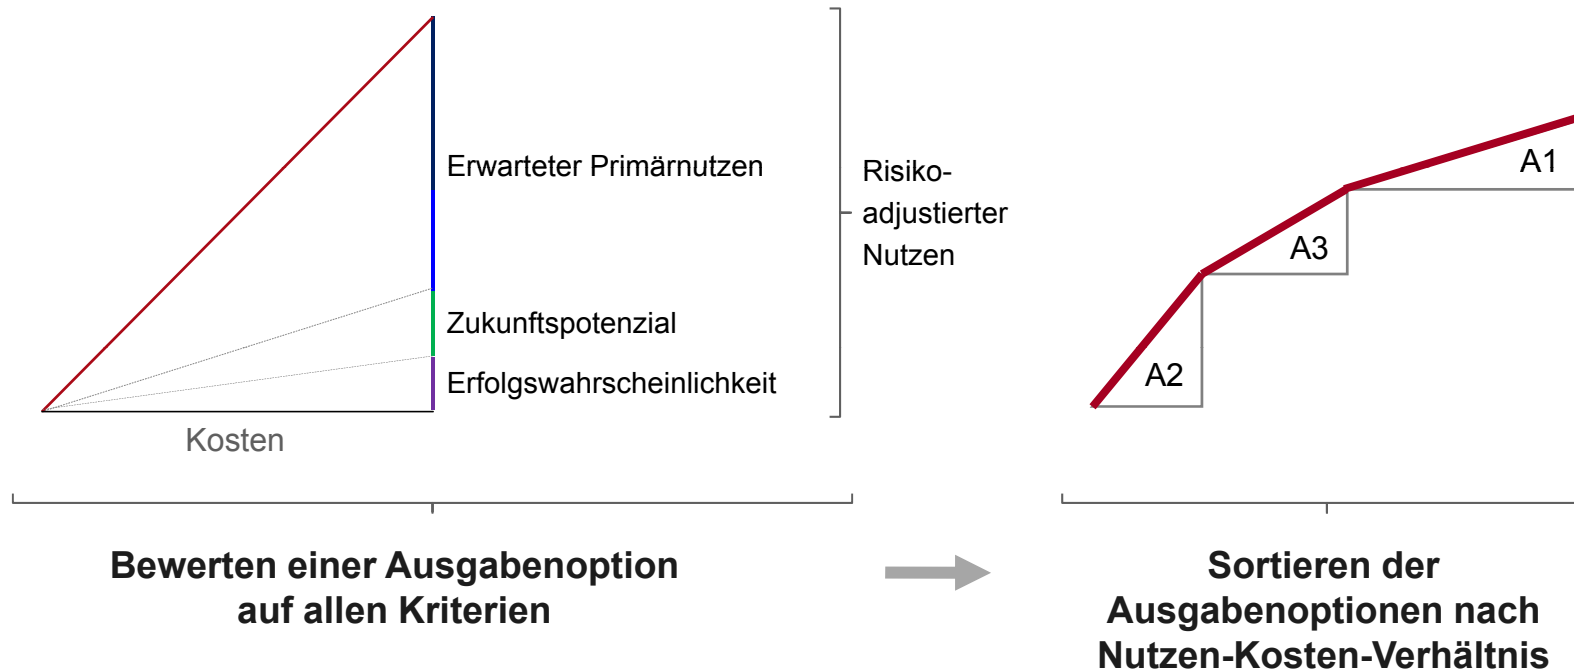 Erwarteter Primärnutzen
Zukunftspotenzial
Erfolgswahrscheinlichkeit
Kosten
Risiko-
adjustierter
Nutzen
Bewerten einer Ausgabenoption
auf allen Kriterien
A1
A3
A2
Sortieren der
Ausgabenoptionen nach
Nutzen-Kosten-Verhältnis